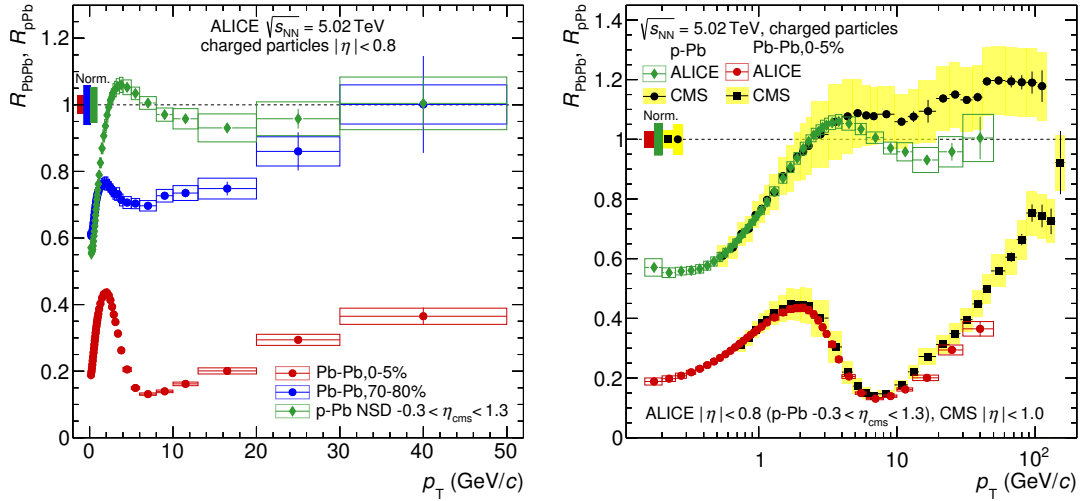 R_PbPb, R_pPb
ALICE √s_NN = 5.02 TeV
charged particles |η|<0.8
Norm.
1.2
1
0.8
0.6
0.4
0.2
0
Pb-Pb,0-5%
Pb-Pb,70-80%
p-Pb NSD -0.3<η_cms<1.3
0 10 20 30 40 50
p_T (GeV/c)
R_PbPb, R_pPb
√s_NN = 5.02 TeV, charged particles
p-Pb Pb-Pb,0-5%
ALICE ALICE
CMS CMS
Norm.
1.4
1.2
1
0.8
0.6
0.4
0.2
0
ALICE |η|<0.8 (p-Pb -0.3<η_cms<1.3), CMS |η|<1.0
1 10 10²
p_T (GeV/c)